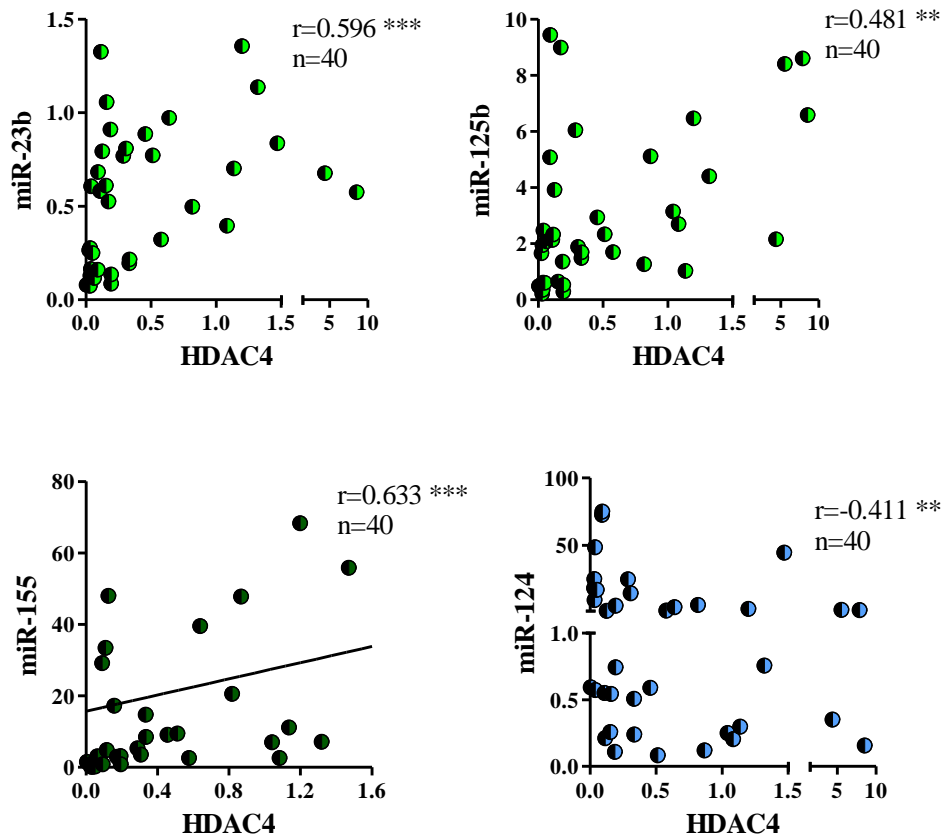 r=0.596 ***
n=40
miR-23b
1.5
1.0
0.5
0.0
0.0 0.5 1.0 1.5 5 10
HDAC4
r=0.481 **
n=40
miR-125b
10
8
6
4
2
0
0.0 0.5 1.0 1.5 5 10
HDAC4
r=0.633 ***
n=40
miR-155
80
60
40
20
0
0.0 0.4 0.8 1.2 1.6
HDAC4
r=-0.411 **
n=40
miR-124
100
50
1.0
0.5
0.0
0.0 0.5 1.0 1.5 5 10
HDAC4